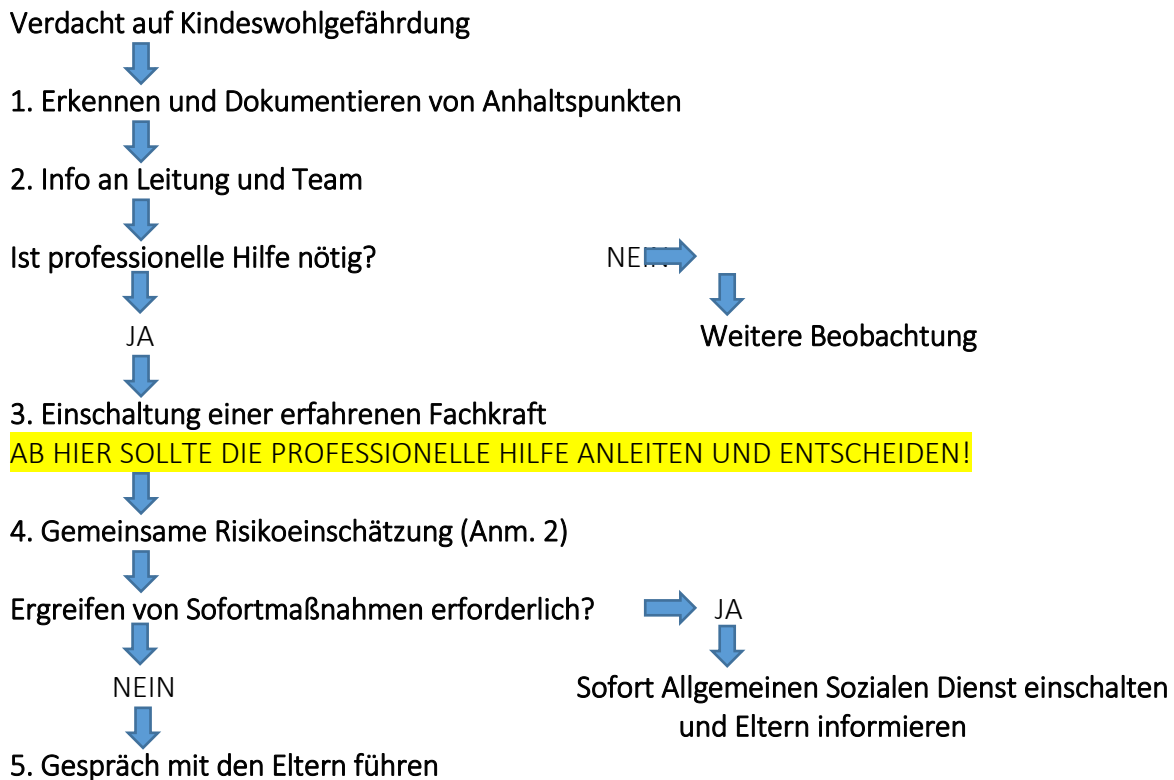 Verdacht auf Kindeswohlgefährdung
1. Erkennen und Dokumentieren von Anhaltspunkten
2. Info an Leitung und Team
Ist professionelle Hilfe nötig? NEIN
JA Weitere Beobachtung
3. Einschaltung einer erfahrenen Fachkraft
AB HIER SOLLTE DIE PROFESSIONELLE HILFE ANLEITEN UND ENTSCHEIDEN!
4. Gemeinsame Risikoeinschätzung (Anm. 2)
Ergreifen von Sofortmaßnahmen erforderlich? JA
NEIN Sofort Allgemeinen Sozialen Dienst einschalten
und Eltern informieren
5. Gespräch mit den Eltern führen